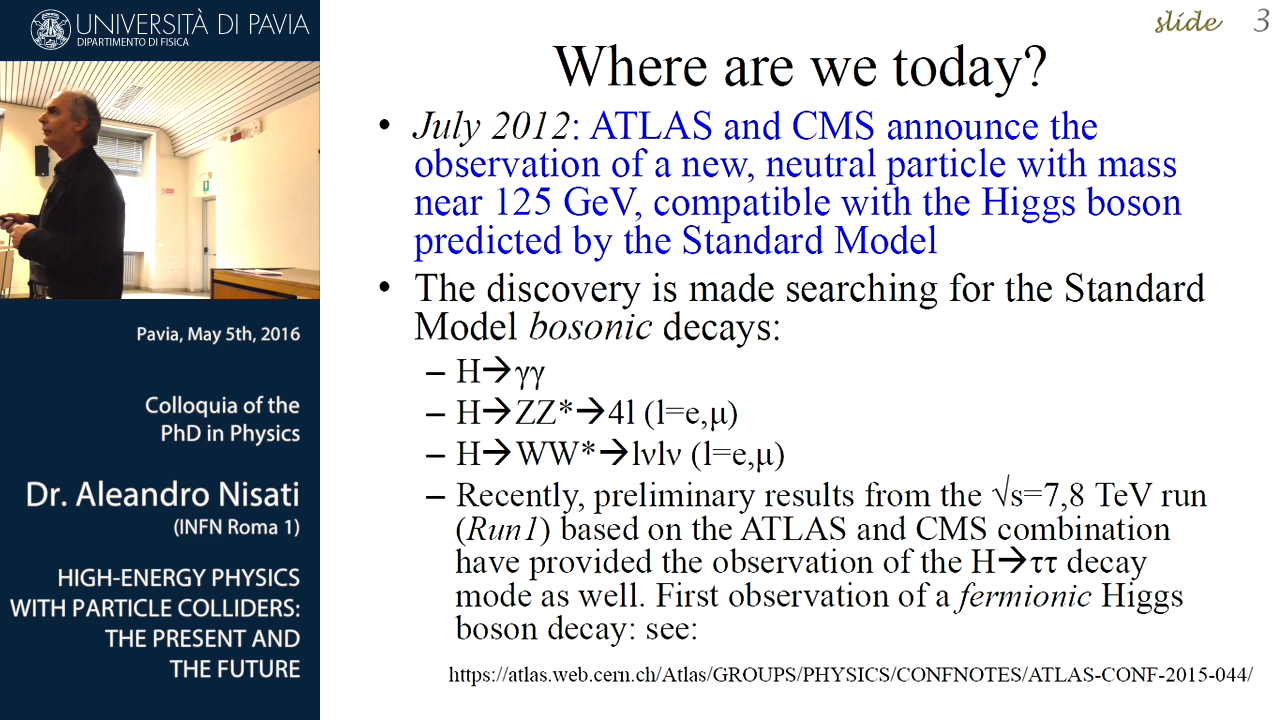 UNIVERSITÀ DI PAVIA
DIPARTIMENTO DI FISICA
Pavia, May 5th, 2016
Colloquia of the
PhD in Physics
Dr. Aleandro Nisati
(INFN Roma 1)
HIGH-ENERGY PHYSICS
WITH PARTICLE COLLIDERS:
THE PRESENT AND
THE FUTURE
slide 3
Where are we today?
• July 2012: ATLAS and CMS announce the
observation of a new, neutral particle with mass
near 125 GeV, compatible with the Higgs boson
predicted by the Standard Model
• The discovery is made searching for the Standard
Model bosonic decays:
– H→γγ
– H→ZZ*→4l (l=e,μ)
– H→WW*→lνlν (l=e,μ)
– Recently, preliminary results from the √s=7,8 TeV run
(Run1) based on the ATLAS and CMS combination
have provided the observation of the H→ττ decay
mode as well. First observation of a fermionic Higgs
boson decay: see:
https://atlas.web.cern.ch/Atlas/GROUPS/PHYSICS/CONFNOTES/ATLAS-CONF-2015-044/